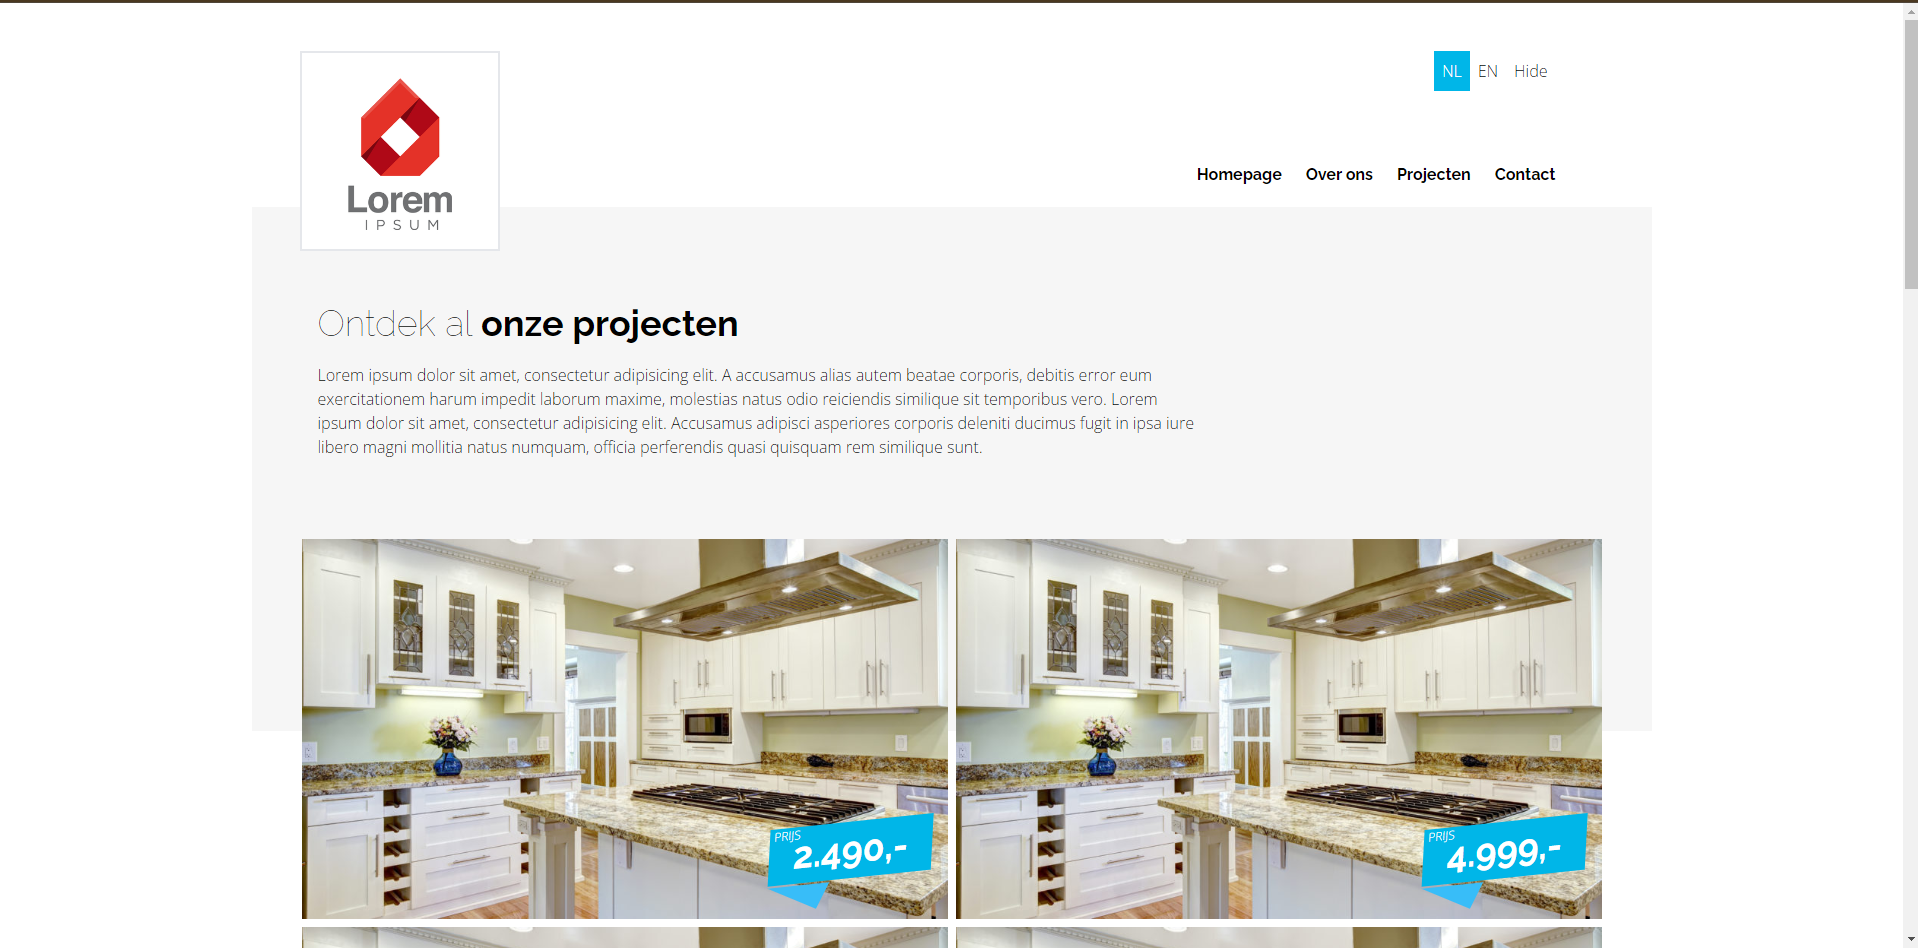 Lorem
IPSUM
NL EN Hide
Homepage Over ons Projecten Contact
Ontdek al onze projecten
Lorem ipsum dolor sit amet, consectetur adipisicing elit. A accusamus alias autem beatae corporis, debitis error eum
exercitationem harum impedit laborum maxime, molestias natus odio reiciendis similique sit temporibus vero. Lorem
ipsum dolor sit amet, consectetur adipisicing elit. Accusamus adipisci asperiores corporis deleniti ducimus fugit in ipsa iure
libero magni mollitia natus numquam, officia perferendis quasi quisquam rem similique sunt.
PRIJS
2.490,-
PRIJS
4.999,-